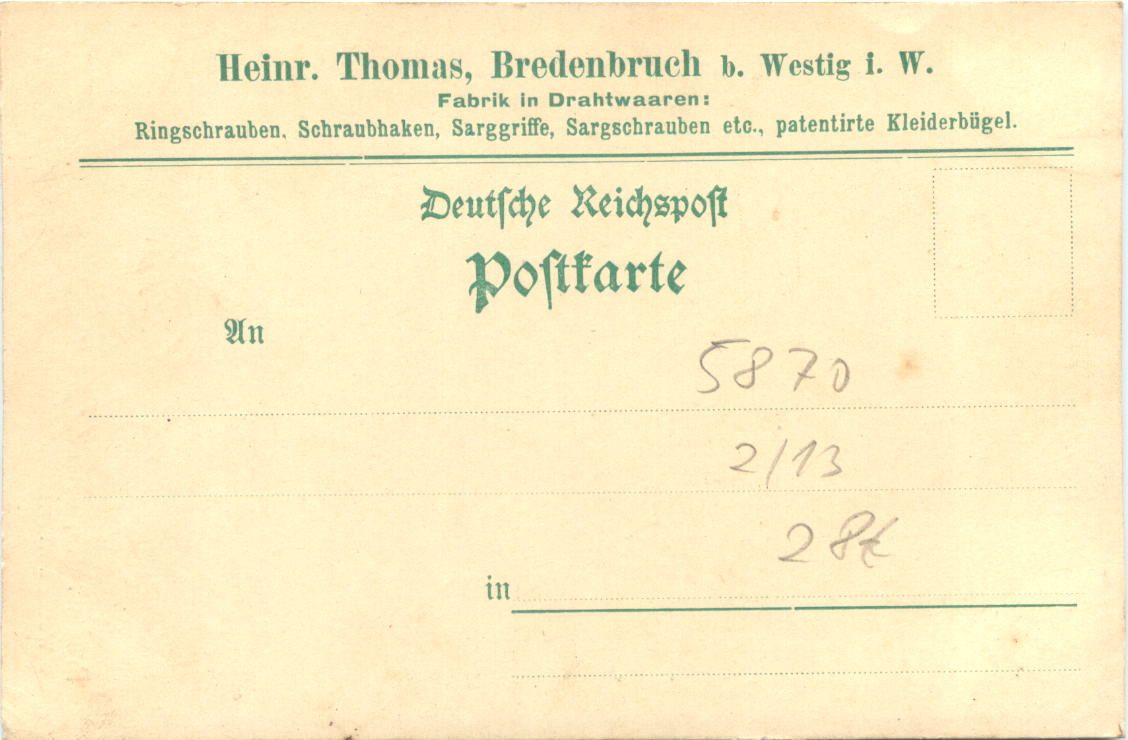 Heinr. Thomas, Bredenbruch b. Westig i. W.
Fabrik in Drahtwaaren:
Ringschrauben, Schraubhaken, Sarggriffe, Sargschrauben etc., patentirte Kleiderbügel.
Deutsche Reichspost
Postkarte
An
5870
2/13
28€
in